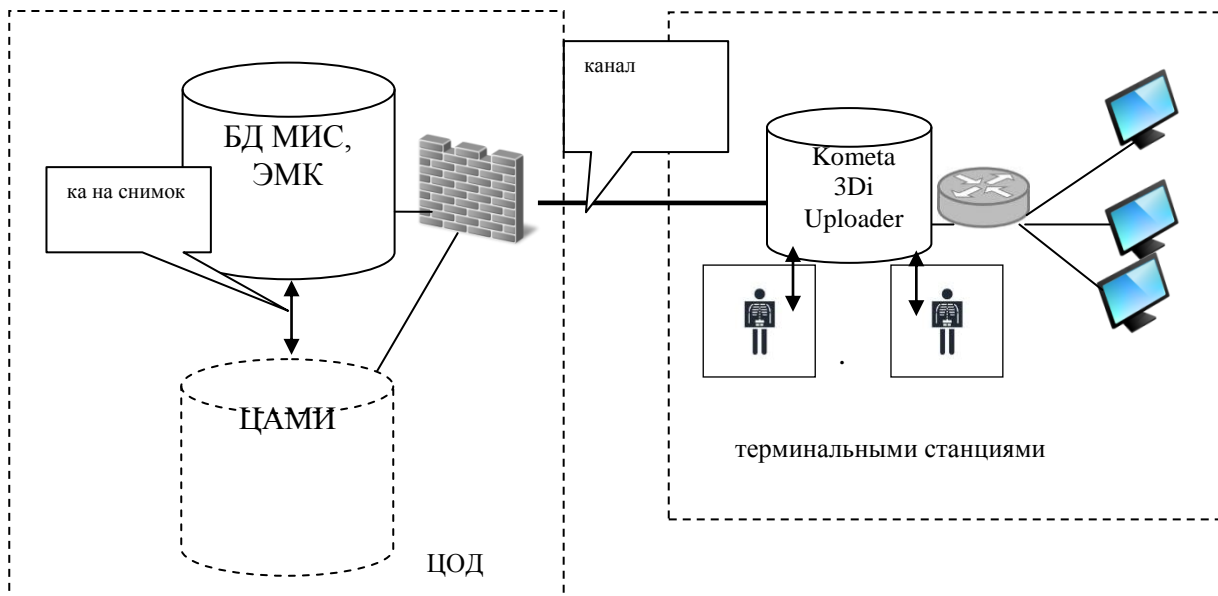 канал
БД МИС,
ЭМК
ка на снимок
ЦАМИ
ЦОД
Kometa
3Di
Uploader
.
терминальными станциями